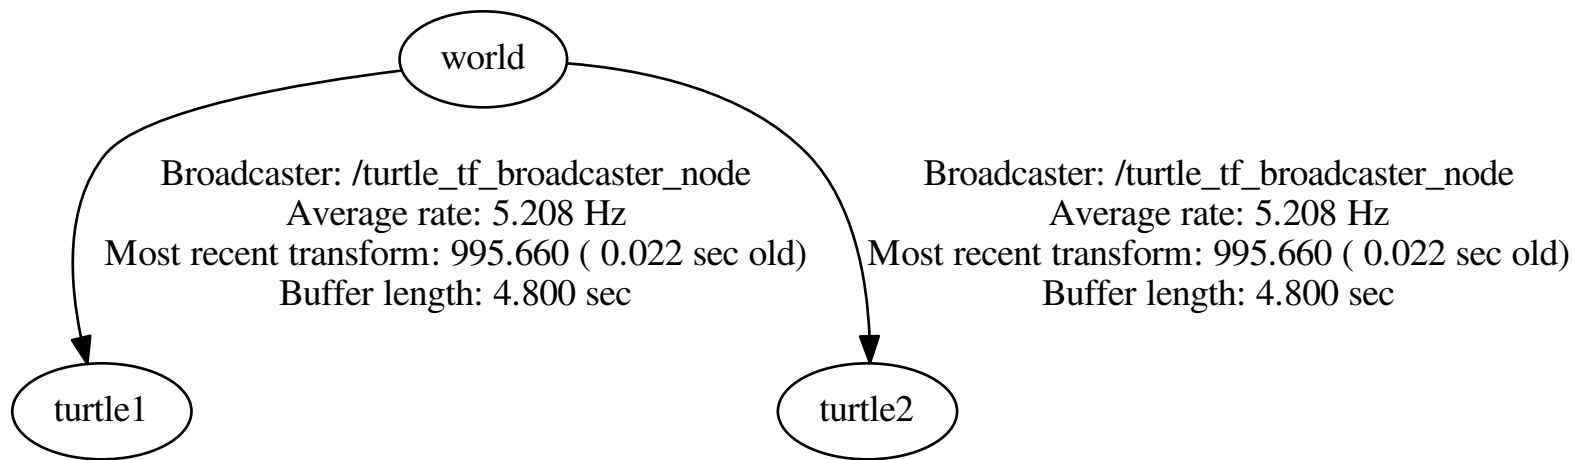 world
Broadcaster: /turtle_tf_broadcaster_node
Average rate: 5.208 Hz
Most recent transform: 995.660 ( 0.022 sec old)
Buffer length: 4.800 sec
Broadcaster: /turtle_tf_broadcaster_node
Average rate: 5.208 Hz
Most recent transform: 995.660 ( 0.022 sec old)
Buffer length: 4.800 sec
turtle1
turtle2